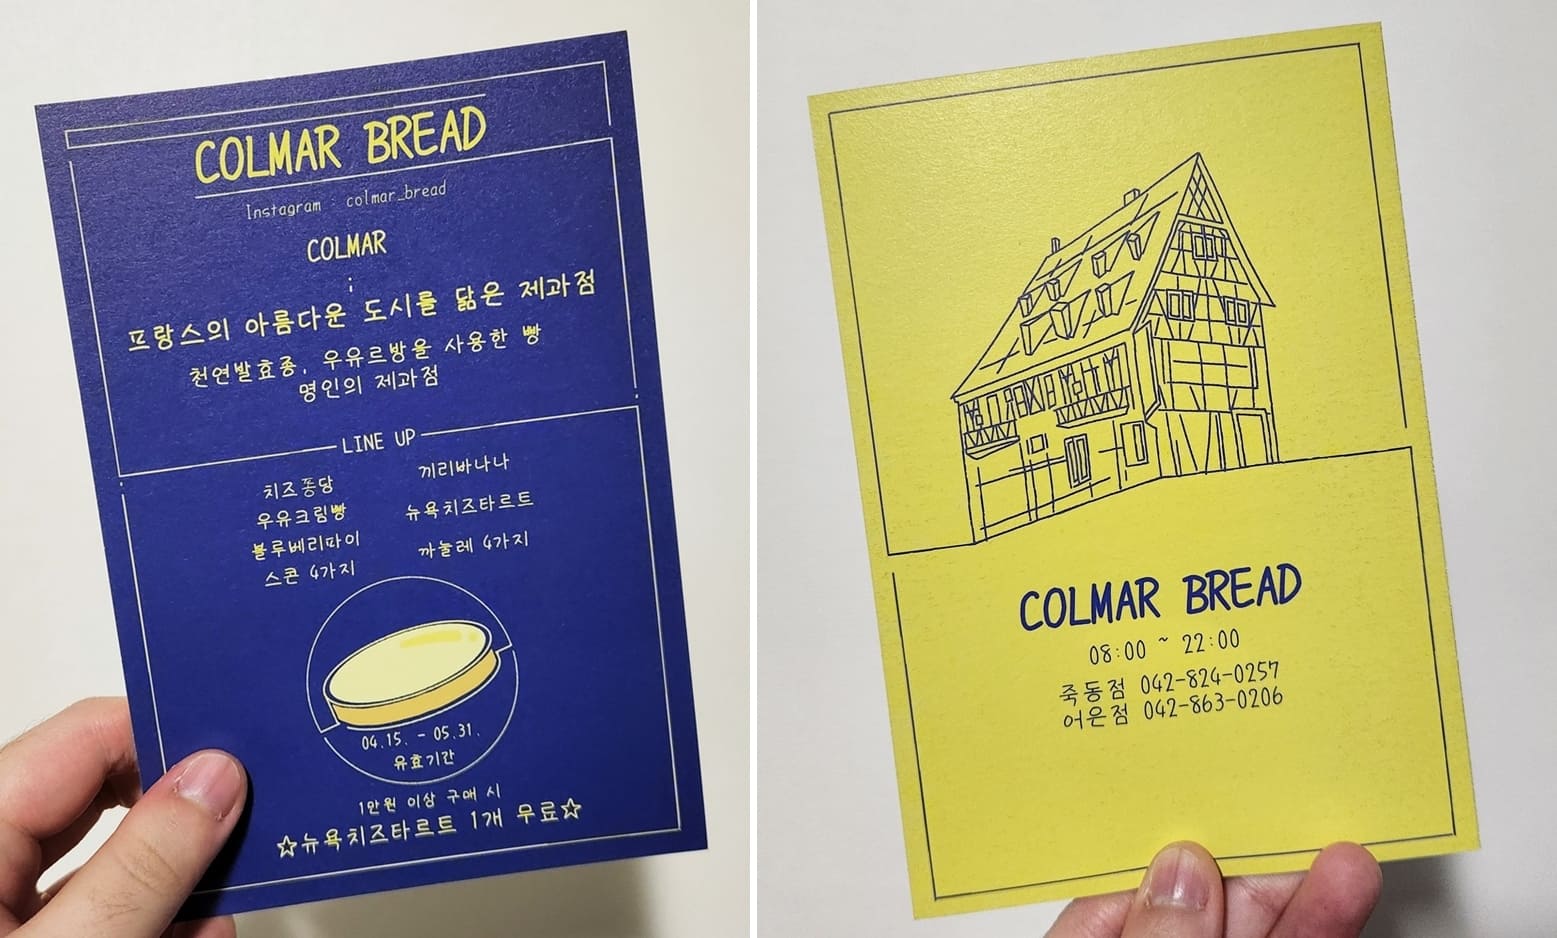 COLMAR BREAD
Instagram : colmar_bread
COLMAR
;
프랑스의 아름다운 도시를 닮은 제과점
천연발효종, 우유르방을 사용한 빵
명인의 제과점
LINE UP
치즈퐁당
우유크림빵
블루베리파이
스콘 4가지
끼리바나나
뉴욕치즈타르트
까눌레 4가지
04.15. - 05.31.
유효기간
1만원 이상 구매 시
☆뉴욕치즈타르트 1개 무료☆
COLMAR BREAD
08:00 ~ 22:00
죽동점 042-824-0257
어은점 042-863-0206